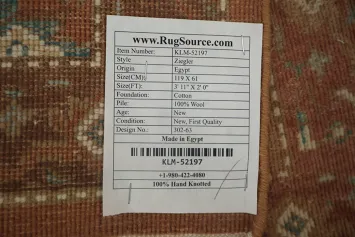 www.RugSource.com
Item Number: KLM-52197
Style Ziegler
Origin Egypt
Size(CM): 119 X 61
Size(FT): 3' 11" X 2' 0"
Foundation: Cotton
Pile: 100% Wool
Age: New
Condition: New, First Quality
Design No.: 302-63
Made in Egypt
KLM-52197
+1-980-422-4080
100% Hand Knotted